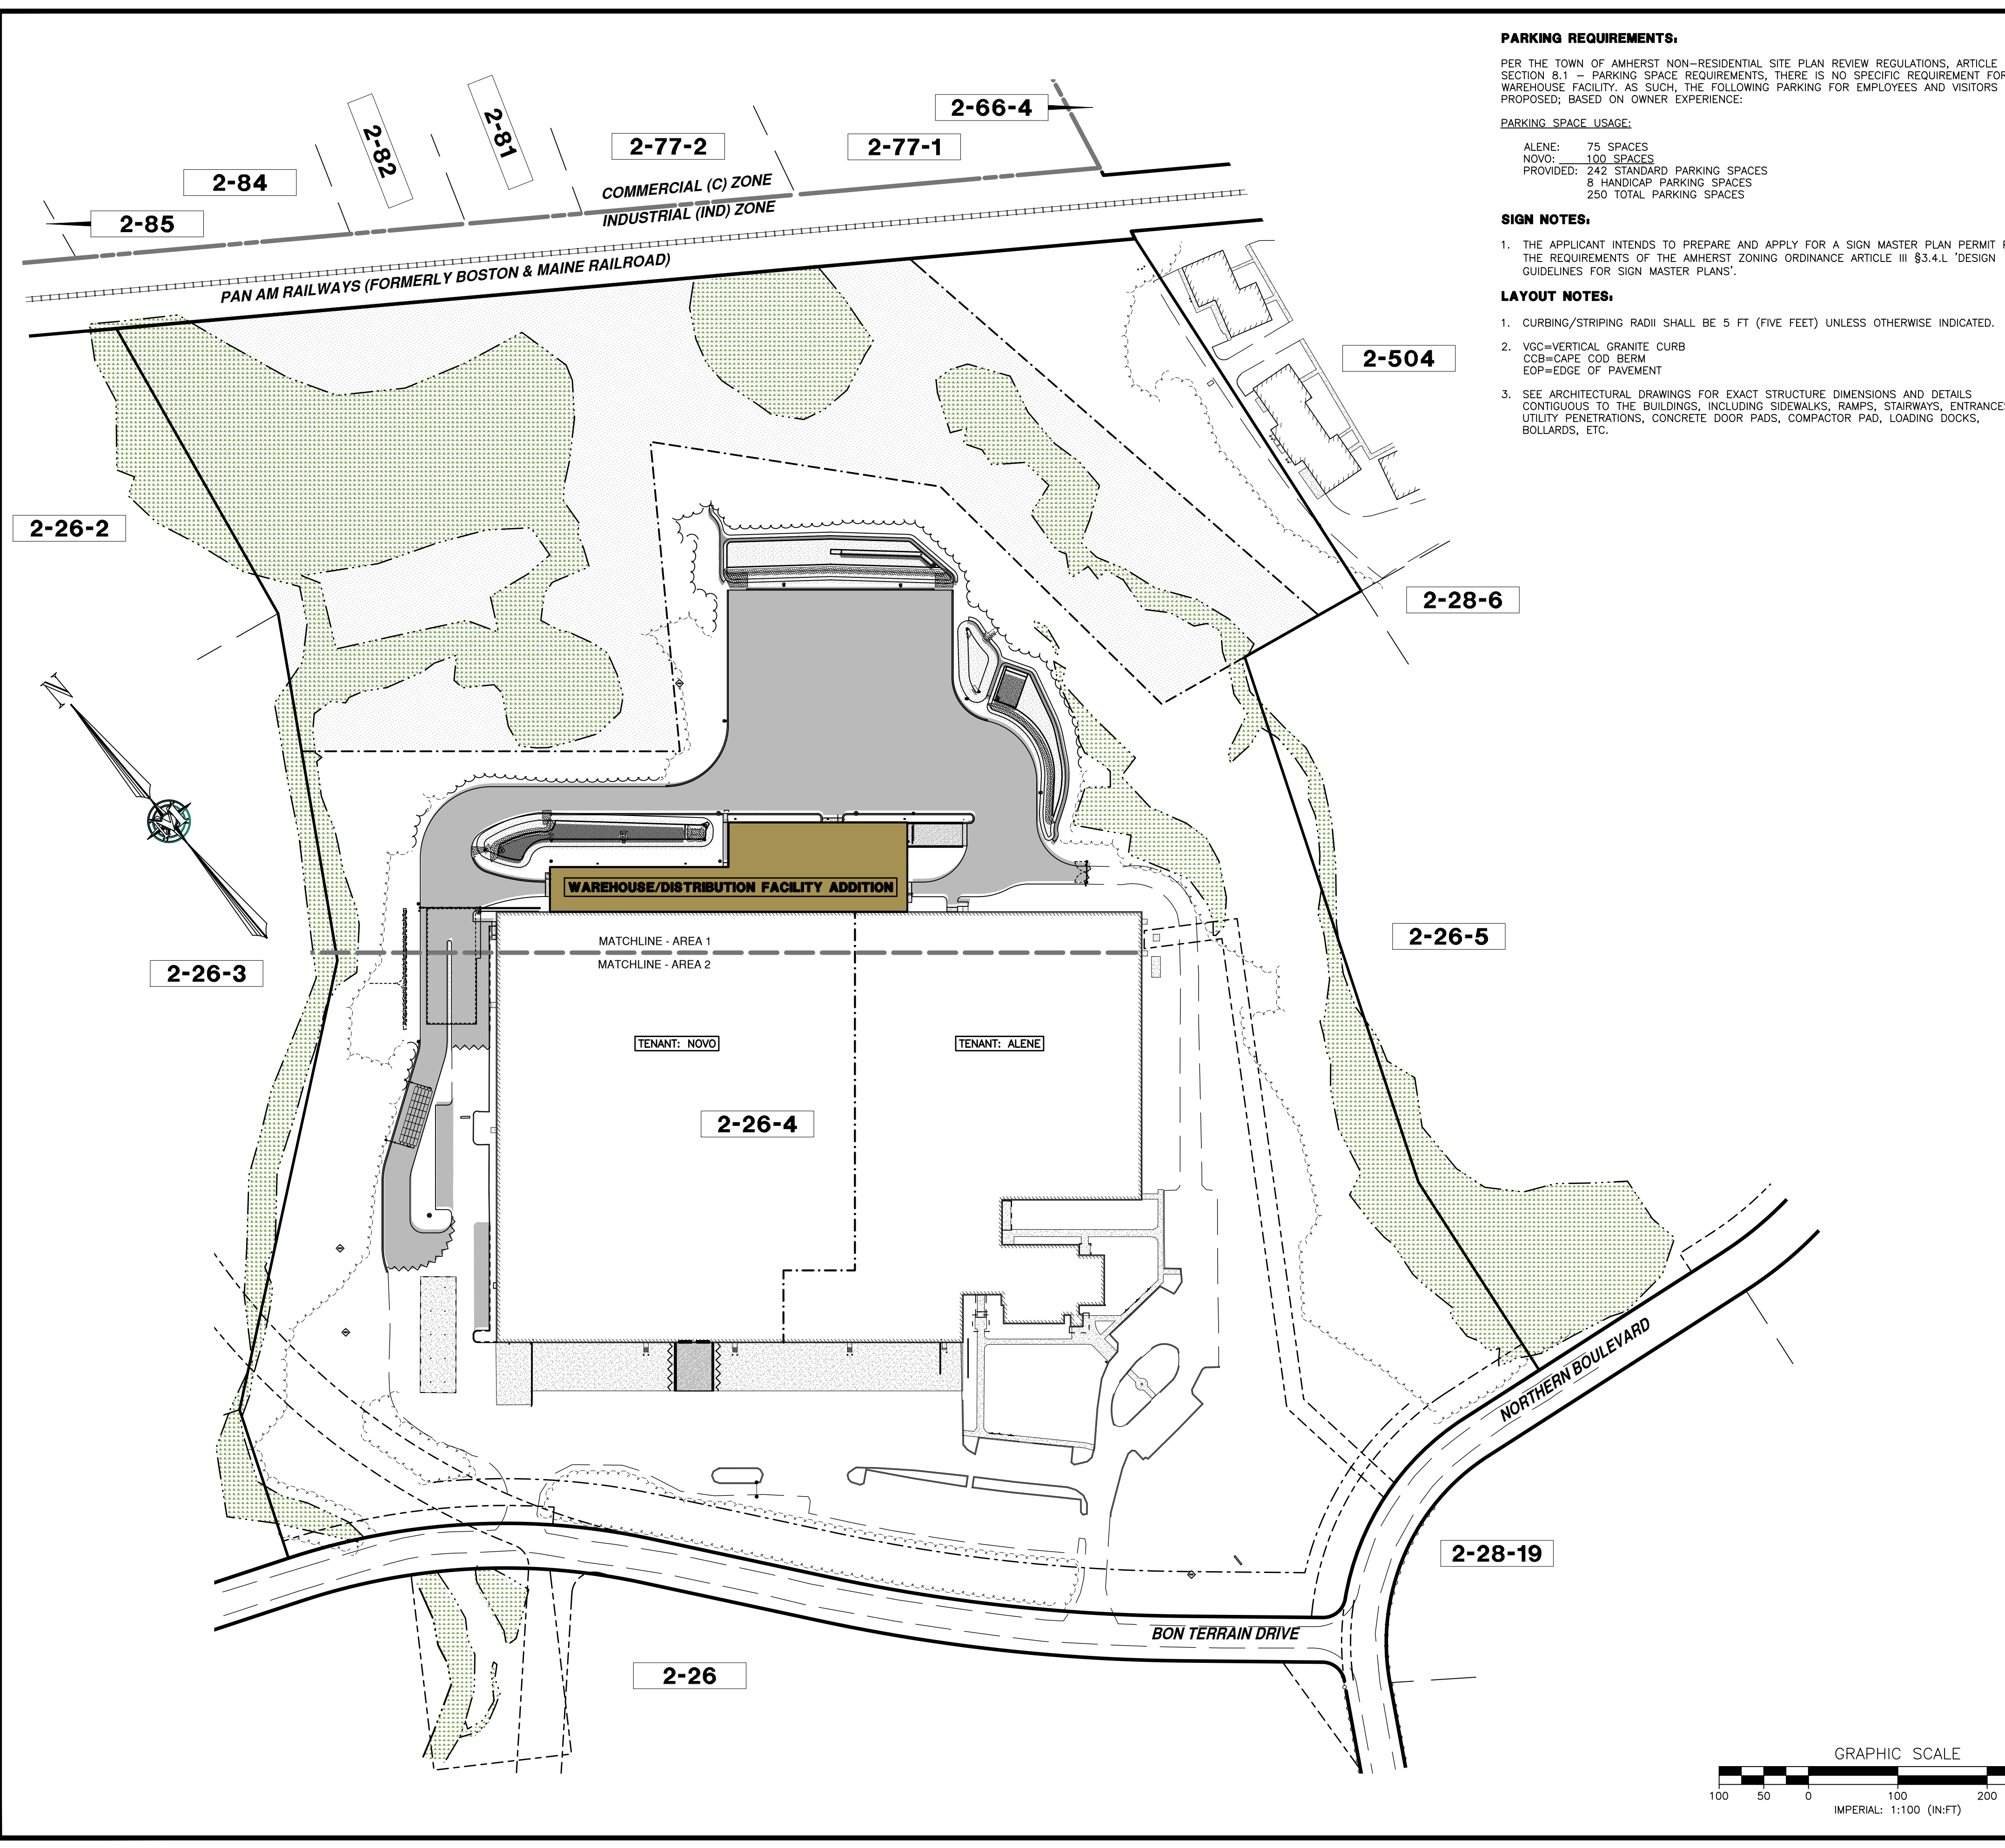 PARKING REQUIREMENTS:
PER THE TOWN OF AMHERST NON-RESIDENTIAL SITE PLAN REVIEW REGULATIONS, ARTICLE
SECTION 8.1 – PARKING SPACE REQUIREMENTS, THERE IS NO SPECIFIC REQUIREMENT FOR
WAREHOUSE FACILITY. AS SUCH, THE FOLLOWING PARKING FOR EMPLOYEES AND VISITORS
PROPOSED; BASED ON OWNER EXPERIENCE:
PARKING SPACE USAGE:
ALENE: 75 SPACES
NOVO: 100 SPACES
PROVIDED: 242 STANDARD PARKING SPACES
8 HANDICAP PARKING SPACES
250 TOTAL PARKING SPACES
SIGN NOTES:
1. THE APPLICANT INTENDS TO PREPARE AND APPLY FOR A SIGN MASTER PLAN PERMIT
THE REQUIREMENTS OF THE AMHERST ZONING ORDINANCE ARTICLE III §3.4.L 'DESIGN
GUIDELINES FOR SIGN MASTER PLANS'.
LAYOUT NOTES:
1. CURBING/STRIPING RADII SHALL BE 5 FT (FIVE FEET) UNLESS OTHERWISE INDICATED.
2. VGC=VERTICAL GRANITE CURB
CCB=CAPE COD BERM
EOP=EDGE OF PAVEMENT
3. SEE ARCHITECTURAL DRAWINGS FOR EXACT STRUCTURE DIMENSIONS AND DETAILS
CONTIGUOUS TO THE BUILDINGS, INCLUDING SIDEWALKS, RAMPS, STAIRWAYS, ENTRANCES
UTILITY PENETRATIONS, CONCRETE DOOR PADS, COMPACTOR PAD, LOADING DOCKS,
BOLLARDS, ETC.
2-66-4
2-81
2-82
2-77-2
2-77-1
2-84
2-85
COMMERCIAL (C) ZONE
INDUSTRIAL (IND) ZONE
PAN AM RAILWAYS (FORMERLY BOSTON & MAINE RAILROAD)
2-504
2-26-2
2-28-6
N
WAREHOUSE/DISTRIBUTION FACILITY ADDITION
MATCHLINE - AREA 1
MATCHLINE - AREA 2
2-26-5
2-26-3
TENANT: NOVO
TENANT: ALENE
2-26-4
NORTHERN BOULEVARD
2-28-19
BON TERRAIN DRIVE
2-26
GRAPHIC SCALE
100 50 0 100 200
IMPERIAL: 1:100 (IN:FT)